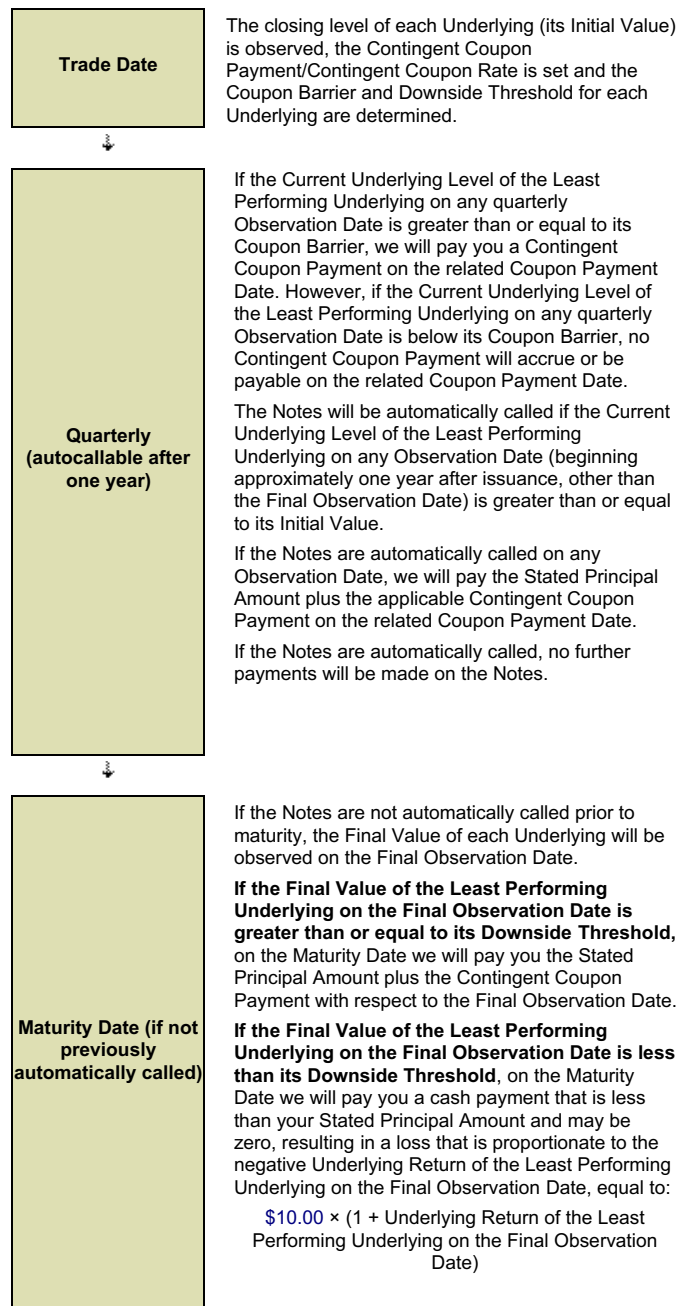 Trade Date
The closing level of each Underlying (its Initial Value)
is observed, the Contingent Coupon
Payment/Contingent Coupon Rate is set and the
Coupon Barrier and Downside Threshold for each
Underlying are determined.
Quarterly
(autocallable after
one year)
If the Current Underlying Level of the Least
Performing Underlying on any quarterly
Observation Date is greater than or equal to its
Coupon Barrier, we will pay you a Contingent
Coupon Payment on the related Coupon Payment
Date. However, if the Current Underlying Level of
the Least Performing Underlying on any quarterly
Observation Date is below its Coupon Barrier, no
Contingent Coupon Payment will accrue or be
payable on the related Coupon Payment Date.
The Notes will be automatically called if the Current
Underlying Level of the Least Performing
Underlying on any Observation Date (beginning
approximately one year after issuance, other than
the Final Observation Date) is greater than or equal
to its Initial Value.
If the Notes are automatically called on any
Observation Date, we will pay the Stated Principal
Amount plus the applicable Contingent Coupon
Payment on the related Coupon Payment Date.
If the Notes are automatically called, no further
payments will be made on the Notes.
Maturity Date (if not
previously
automatically called)
If the Notes are not automatically called prior to
maturity, the Final Value of each Underlying will be
observed on the Final Observation Date.
If the Final Value of the Least Performing
Underlying on the Final Observation Date is
greater than or equal to its Downside Threshold,
on the Maturity Date we will pay you the Stated
Principal Amount plus the Contingent Coupon
Payment with respect to the Final Observation Date.
If the Final Value of the Least Performing
Underlying on the Final Observation Date is less
than its Downside Threshold, on the Maturity
Date we will pay you a cash payment that is less
than your Stated Principal Amount and may be
zero, resulting in a loss that is proportionate to the
negative Underlying Return of the Least Performing
Underlying on the Final Observation Date, equal to:
$10.00 × (1 + Underlying Return of the Least
Performing Underlying on the Final Observation
Date)